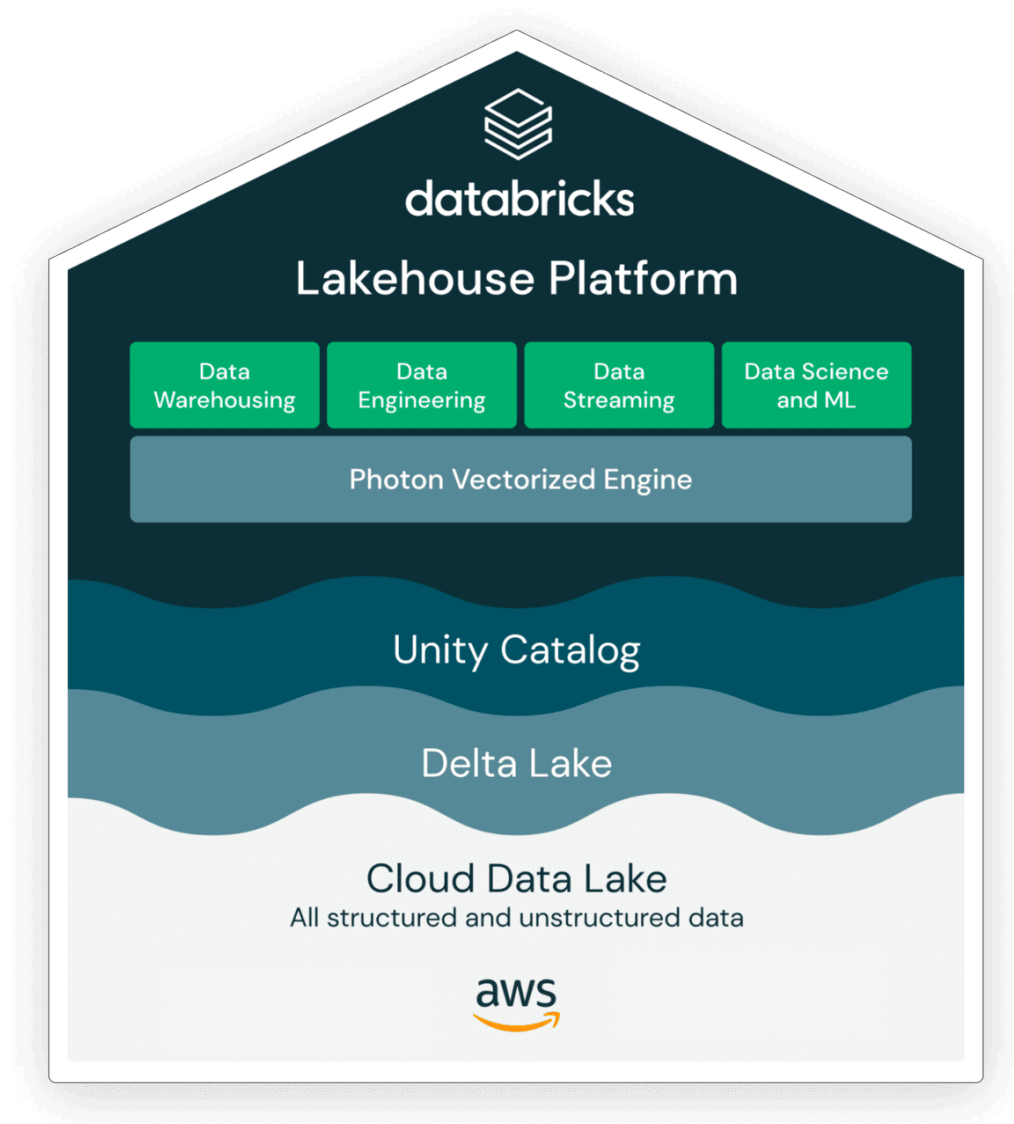 databricks
Lakehouse Platform
Data
Warehousing
Data
Engineering
Data
Streaming
Data Science
and ML
Photon Vectorized Engine
Unity Catalog
Delta Lake
Cloud Data Lake
All structured and unstructured data
aws